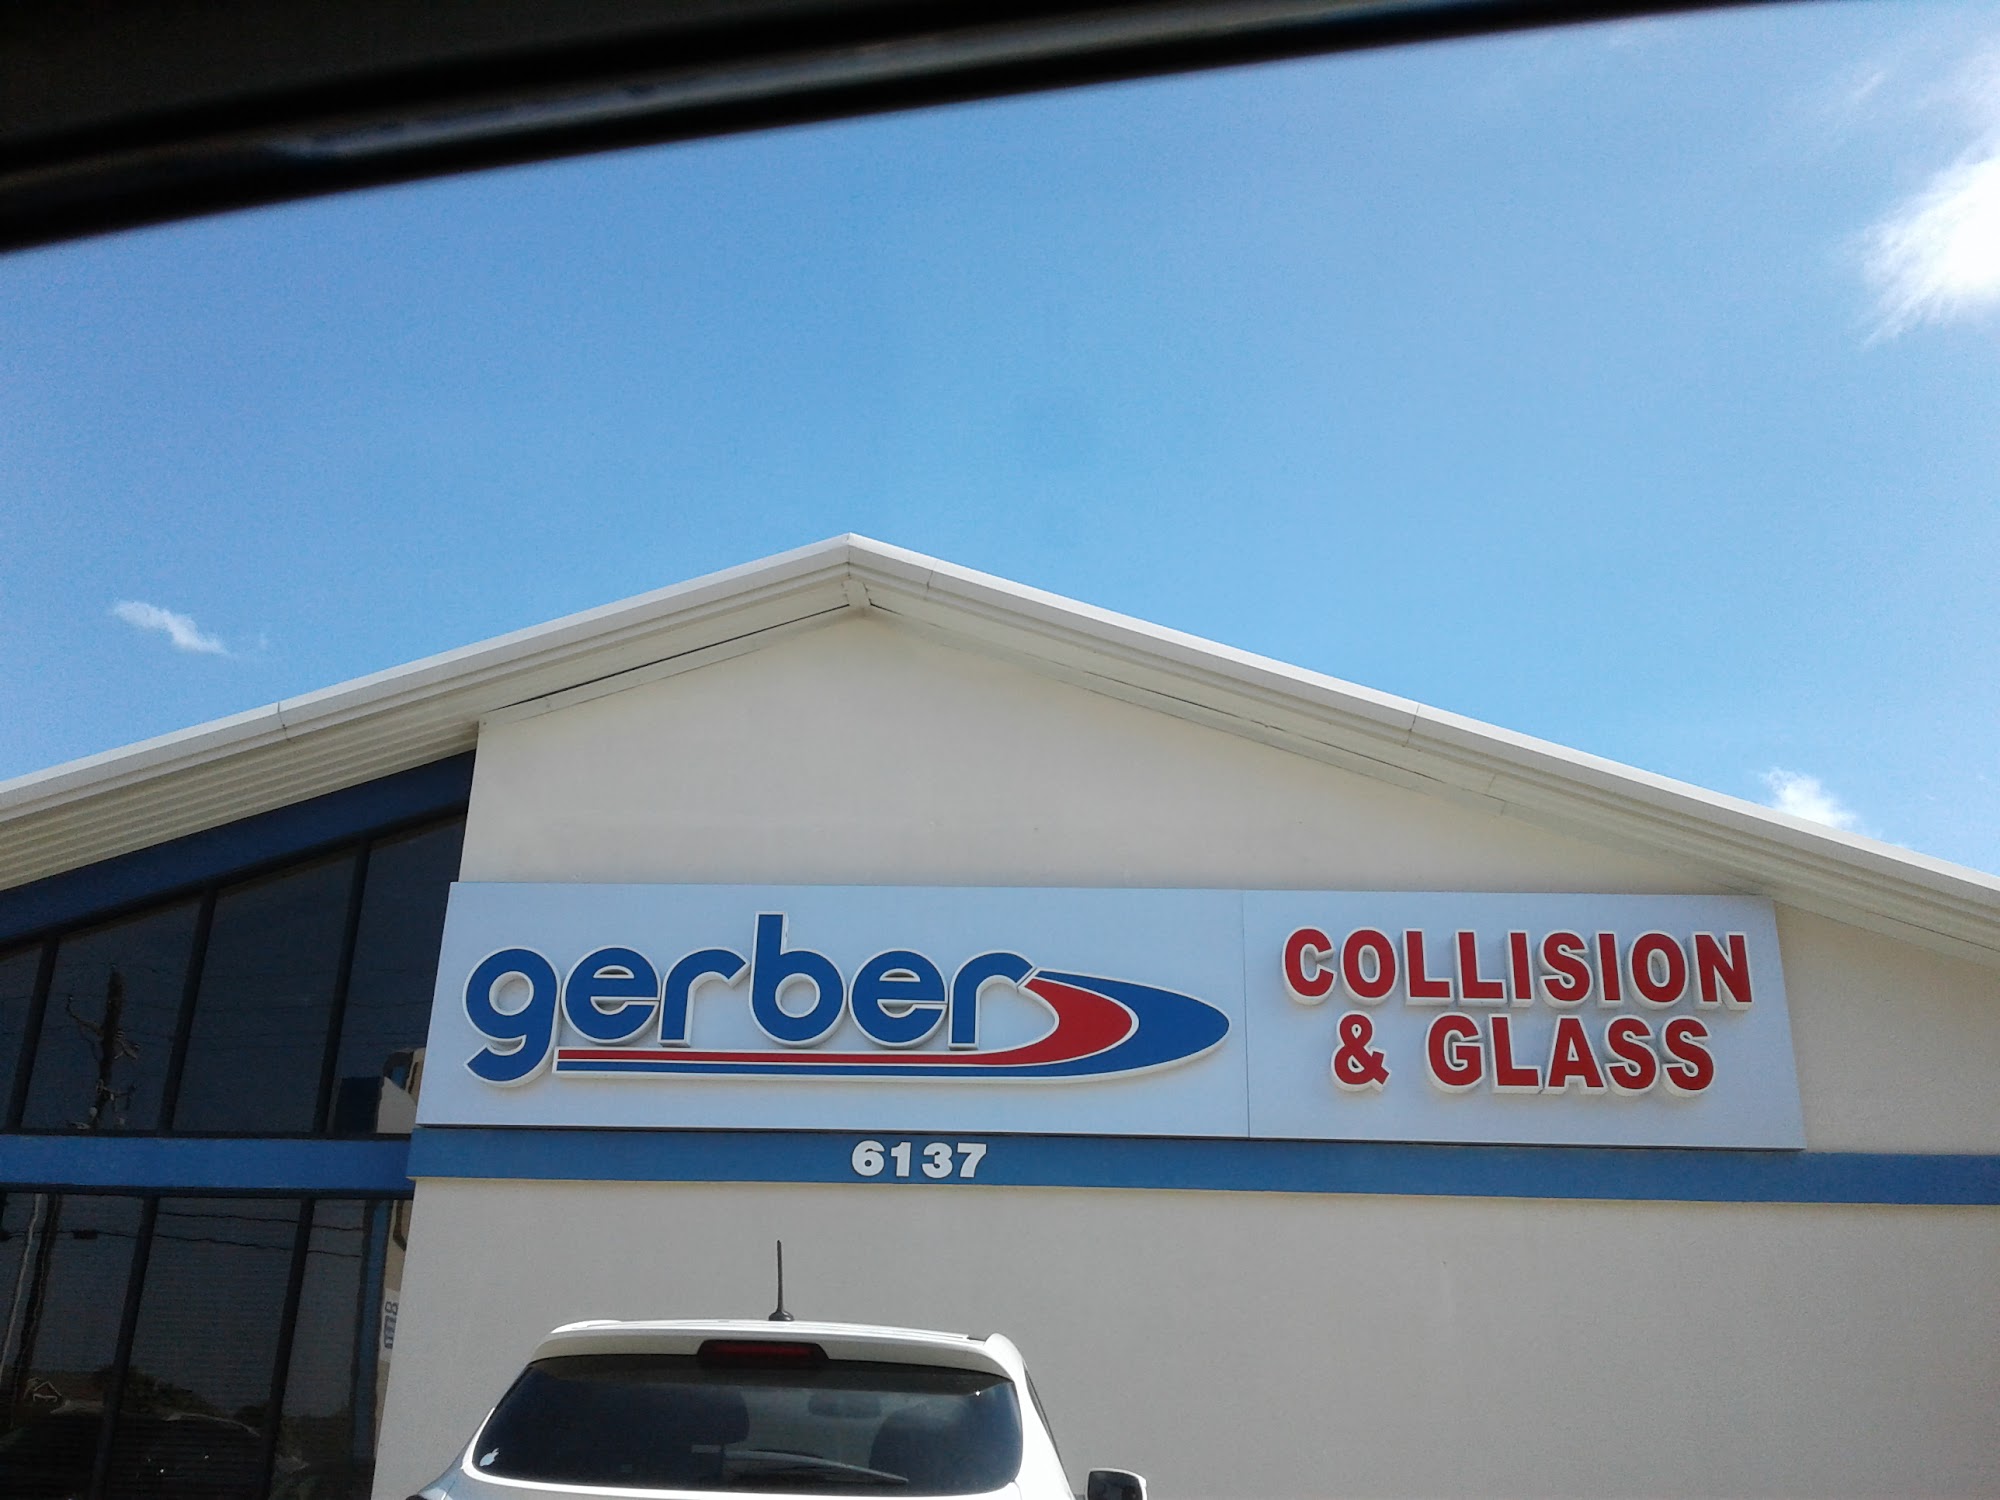 gerber
COLLISION
& GLASS
6137